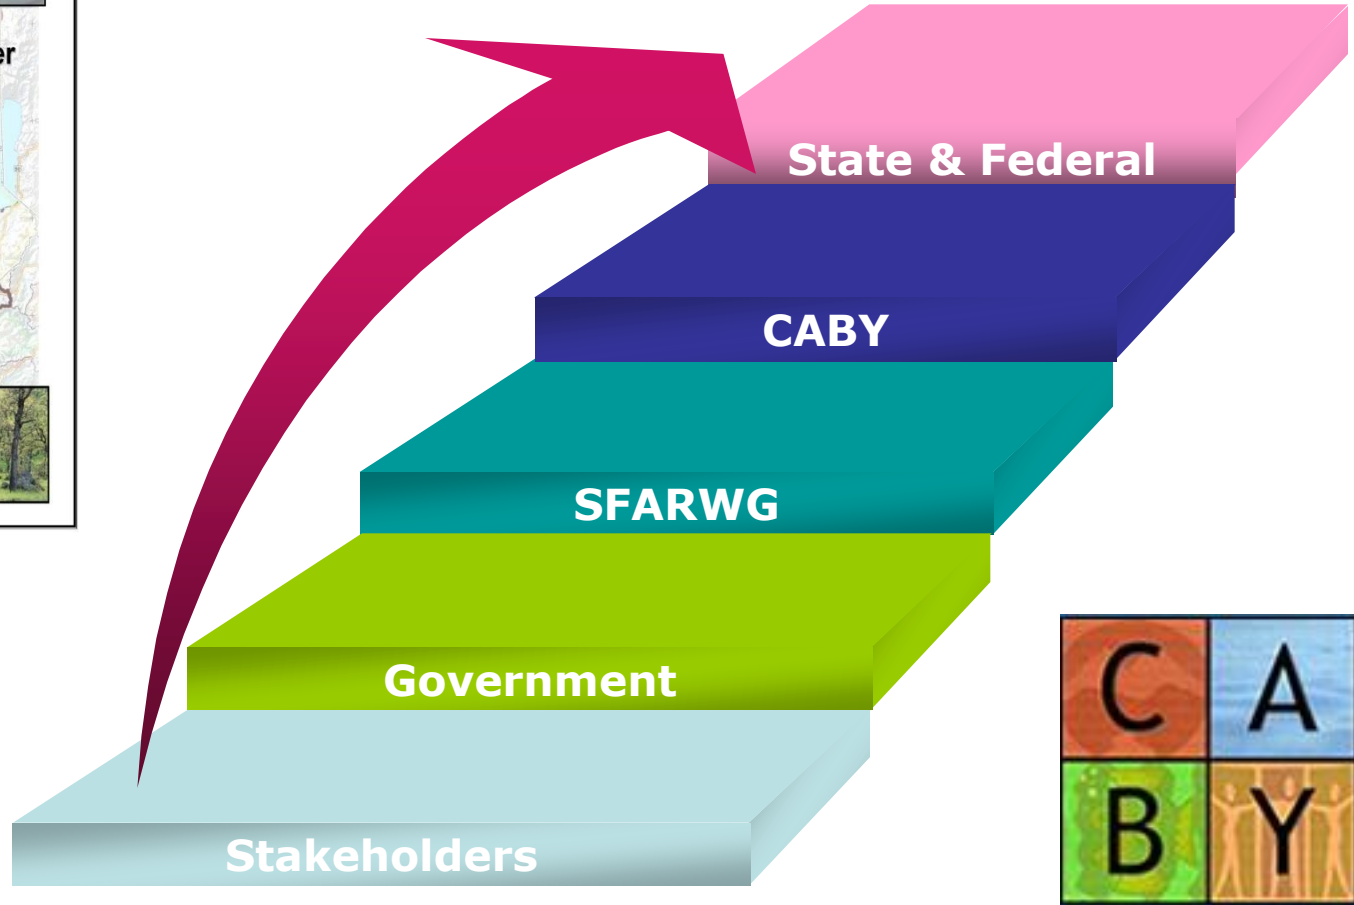 State & Federal
CABY
SFARWG
Government
Stakeholders
C A
B Y